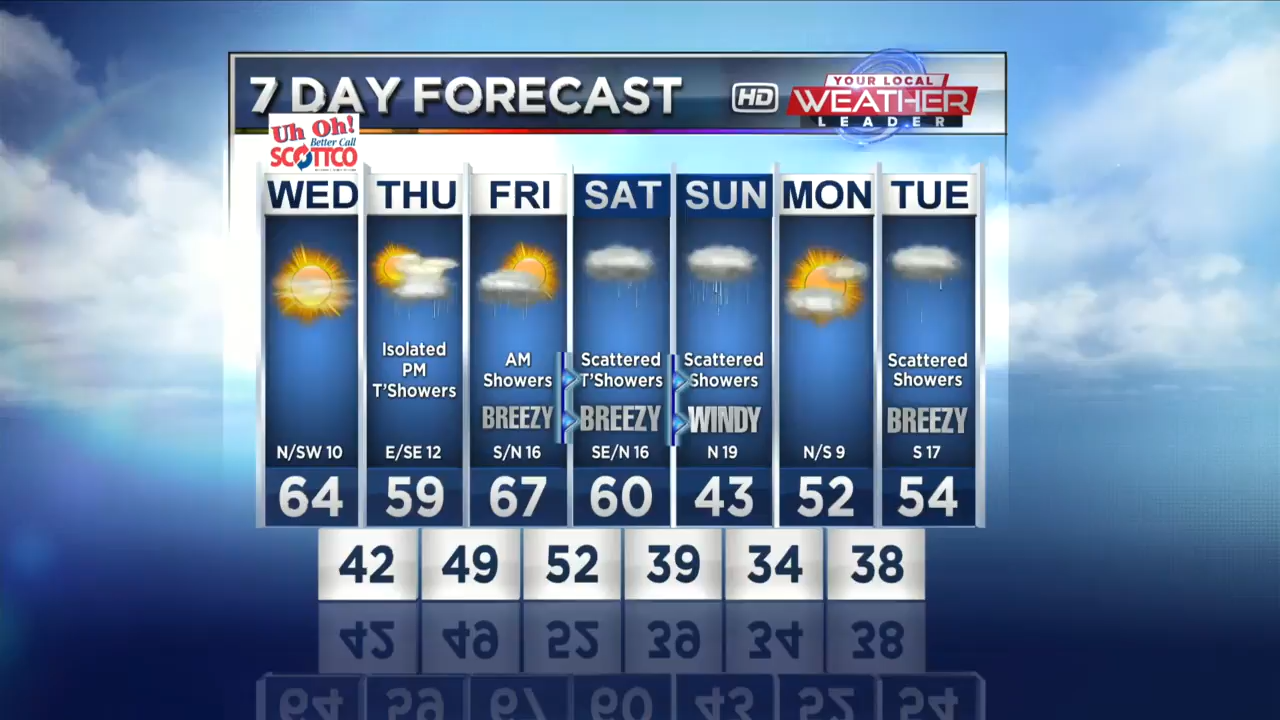 7 DAY FORECAST
HD
YOUR LOCAL
WEATHER
LEADER
Uh Oh!
Better Call
SCOTTCO
WED THU FRI SAT SUN MON TUE
Isolated
PM
T'Showers
AM
Showers
BREEZY
Scattered
T'Showers
BREEZY
Scattered
Showers
WINDY
Scattered
Showers
BREEZY
N/SW 10 E/SE 12 S/N 16 SE/N 16 N 19 N/S 9 S 17
64 59 67 60 43 52 54
42 49 52 39 34 38